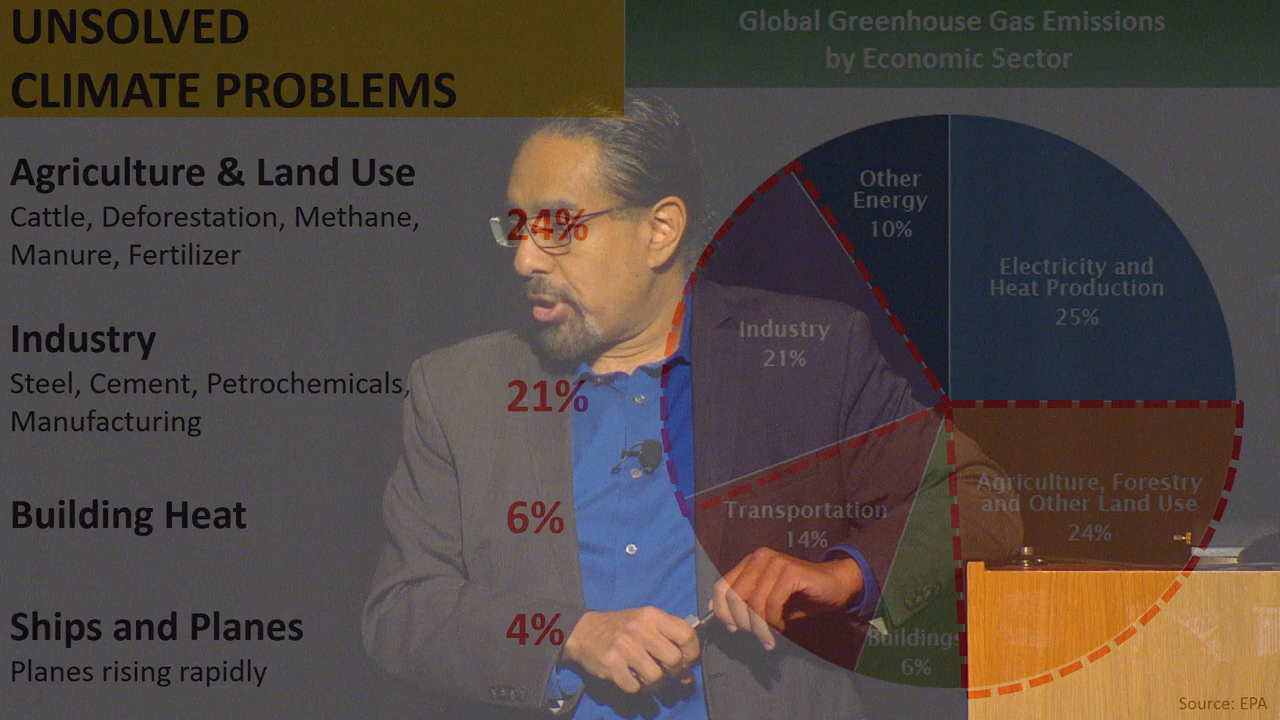 UNSOLVED
CLIMATE PROBLEMS
Agriculture & Land Use
Cattle, Deforestation, Methane,
Manure, Fertilizer
24%
Industry
Steel, Cement, Petrochemicals,
Manufacturing
21%
Building Heat
6%
Ships and Planes
Planes rising rapidly
4%
Global Greenhouse Gas Emissions
by Economic Sector
Other
Energy
10%
Electricity and
Heat Production
25%
Industry
21%
Agriculture, Forestry
and Other Land Use
24%
Transportation
14%
Buildings
6%
Source: EPA